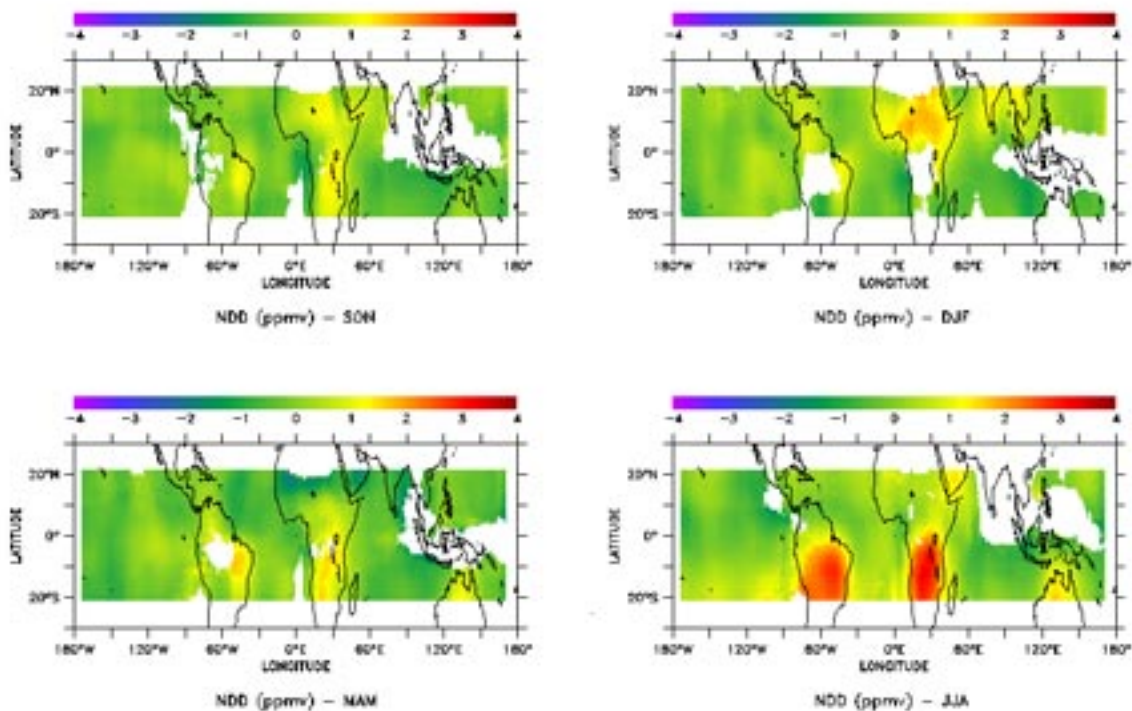 -4 -3 -2 -1 0 1 2 3 4
-4 -3 -2 -1 0 1 2 3 4
LATITUDE
20°N
0°
20°S
180°W 120°W 60°W 0°E 60°E 120°E 180°
LONGITUDE
NDD (ppmv) - SON
LATITUDE
20°N
0°
20°S
180°W 120°W 60°W 0°E 60°E 120°E 180°
LONGITUDE
NDD (ppmv) - DJF
-4 -3 -2 -1 0 1 2 3 4
-4 -3 -2 -1 0 1 2 3 4
LATITUDE
20°N
0°
20°S
180°W 120°W 60°W 0°E 60°E 120°E 180°
LONGITUDE
NDD (ppmv) - MAM
LATITUDE
20°N
0°
20°S
180°W 120°W 60°W 0°E 60°E 120°E 180°
LONGITUDE
NDD (ppmv) - JJA